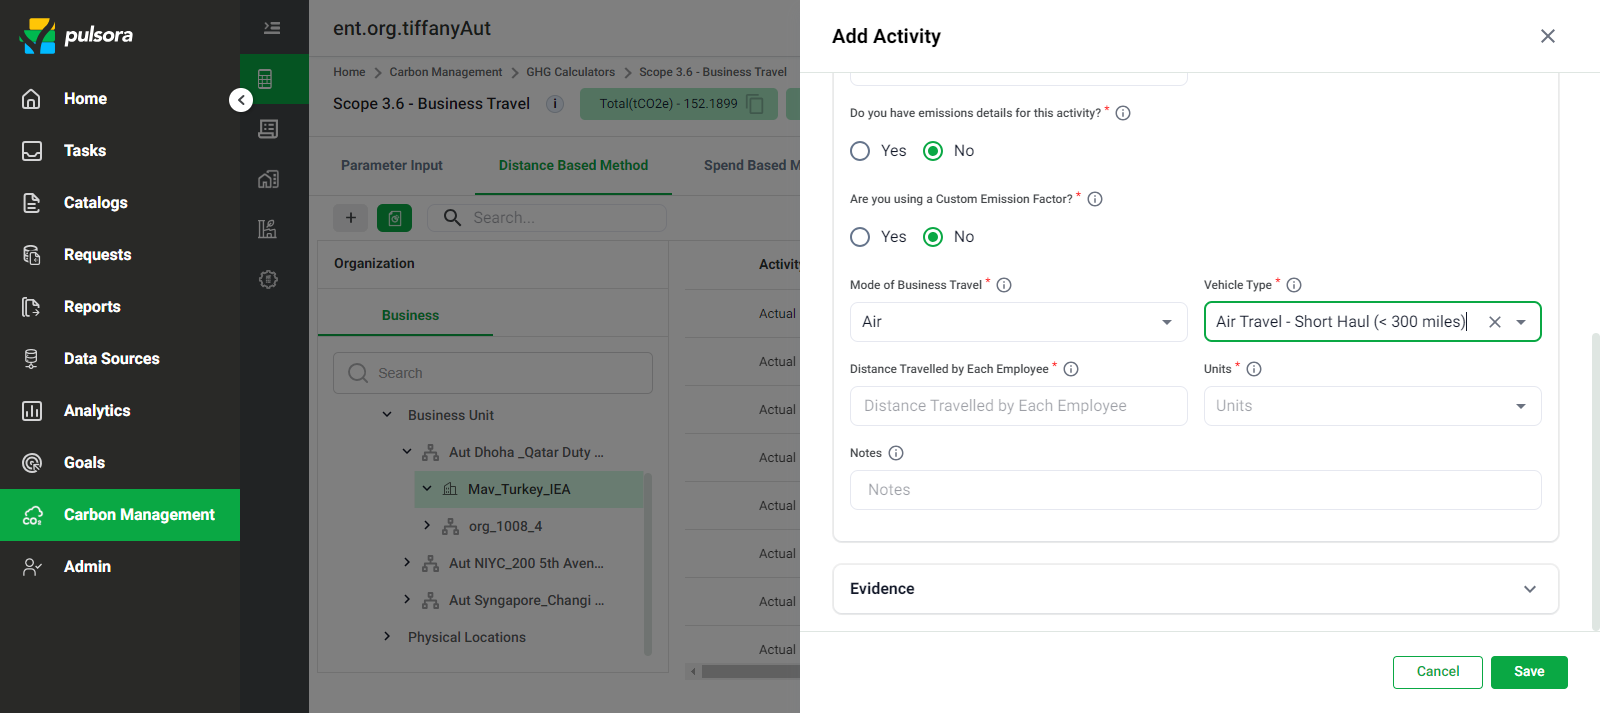 pulsora
Home
Tasks
Catalogs
Requests
Reports
Data Sources
Analytics
Goals
Carbon Management
Admin
ent.org.tiffanyAut
Home > Carbon Management > GHG Calculators > Scope 3.6 - Business Travel
Scope 3.6 - Business Travel
Total(tCO2e) - 152.1899
Parameter Input
Distance Based Method
Spend Based M
Search...
Organization
Business
Search
Business Unit
Aut Dhoha _Qatar Duty ...
Mav_Turkey_IEA
org_1008_4
Aut NIYC_200 5th Aven...
Aut Syngapore_Changi ...
Physical Locations
Activity
Actual
Actual
Actual
Actual
Actual
Actual
Actual
Actual
Add Activity
Do you have emissions details for this activity? *
Yes No
Are you using a Custom Emission Factor? *
Yes No
Mode of Business Travel * Vehicle Type *
Air Air Travel - Short Haul (< 300 miles)
Distance Travelled by Each Employee * Units *
Distance Travelled by Each Employee Units
Notes
Notes
Evidence
Cancel Save